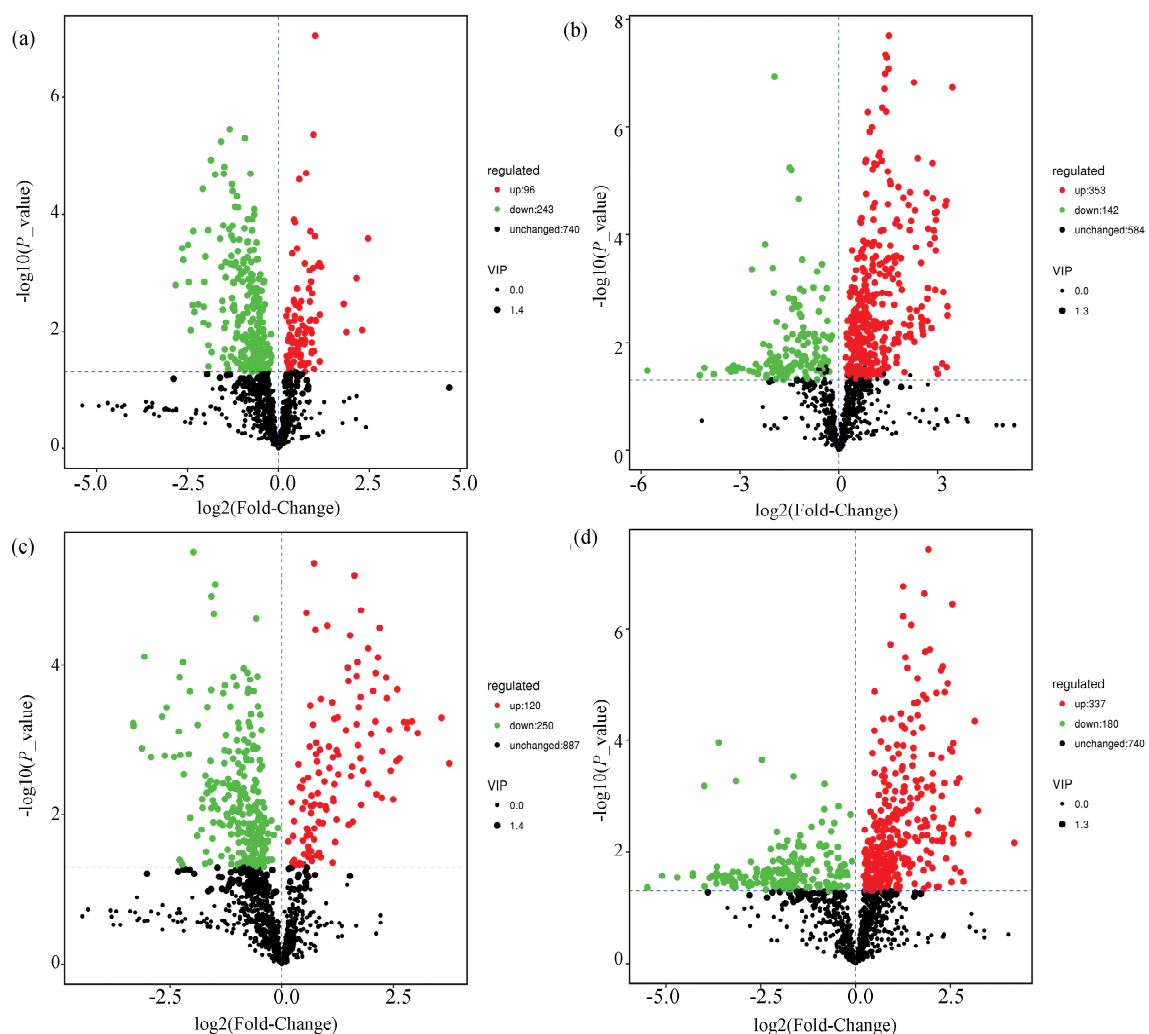 (a)
-log10(P_value)
6
4
2
0
-5.0 -2.5 0.0 2.5 5.0
log2(Fold-Change)
regulated
up:96
down:243
unchanged:740
VIP
0.0
1.4
(b)
-log10(P_value)
8
6
4
2
0
-6 -3 0 3
log2(Fold-Change)
regulated
up:353
down:142
unchanged:584
VIP
0.0
1.3
(c)
-log10(P_value)
4
2
0
-2.5 0.0 2.5
log2(Fold-Change)
regulated
up:120
down:250
unchanged:887
VIP
0.0
1.4
(d)
-log10(P_value)
6
4
2
0
-5.0 -2.5 0.0 2.5
log2(Fold-Change)
regulated
up:337
down:180
unchanged:740
VIP
0.0
1.3